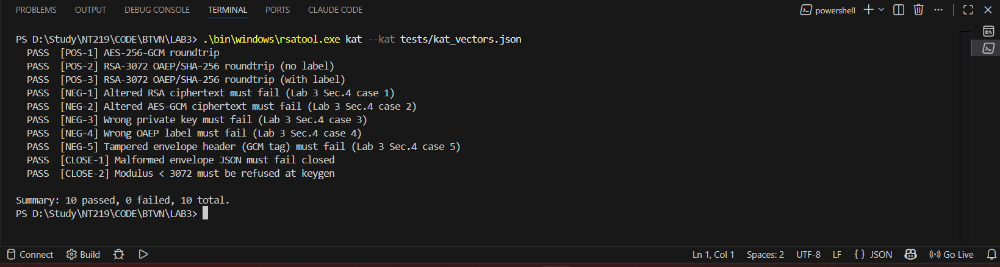 PROBLEMS OUTPUT DEBUG CONSOLE TERMINAL PORTS CLAUDE CODE powershell
PS D:\Study\NT219\CODE\BTVN\LAB3> .\bin\windows\rsatool.exe kat --kat tests/kat_vectors.json
PASS [POS-1] AES-256-GCM roundtrip
PASS [POS-2] RSA-3072 OAEP/SHA-256 roundtrip (no label)
PASS [POS-3] RSA-3072 OAEP/SHA-256 roundtrip (with label)
PASS [NEG-1] Altered RSA ciphertext must fail (Lab 3 Sec.4 case 1)
PASS [NEG-2] Altered AES-GCM ciphertext must fail (Lab 3 Sec.4 case 2)
PASS [NEG-3] Wrong private key must fail (Lab 3 Sec.4 case 3)
PASS [NEG-4] Wrong OAEP label must fail (Lab 3 Sec.4 case 4)
PASS [NEG-5] Tampered envelope header (GCM tag) must fail (Lab 3 Sec.4 case 5)
PASS [CLOSE-1] Malformed envelope JSON must fail closed
PASS [CLOSE-2] Modulus < 3072 must be refused at keygen
Summary: 10 passed, 0 failed, 10 total.
PS D:\Study\NT219\CODE\BTVN\LAB3>
Connect Build Ln 1, Col 1 Spaces: 2 UTF-8 LF {} JSON Go Live